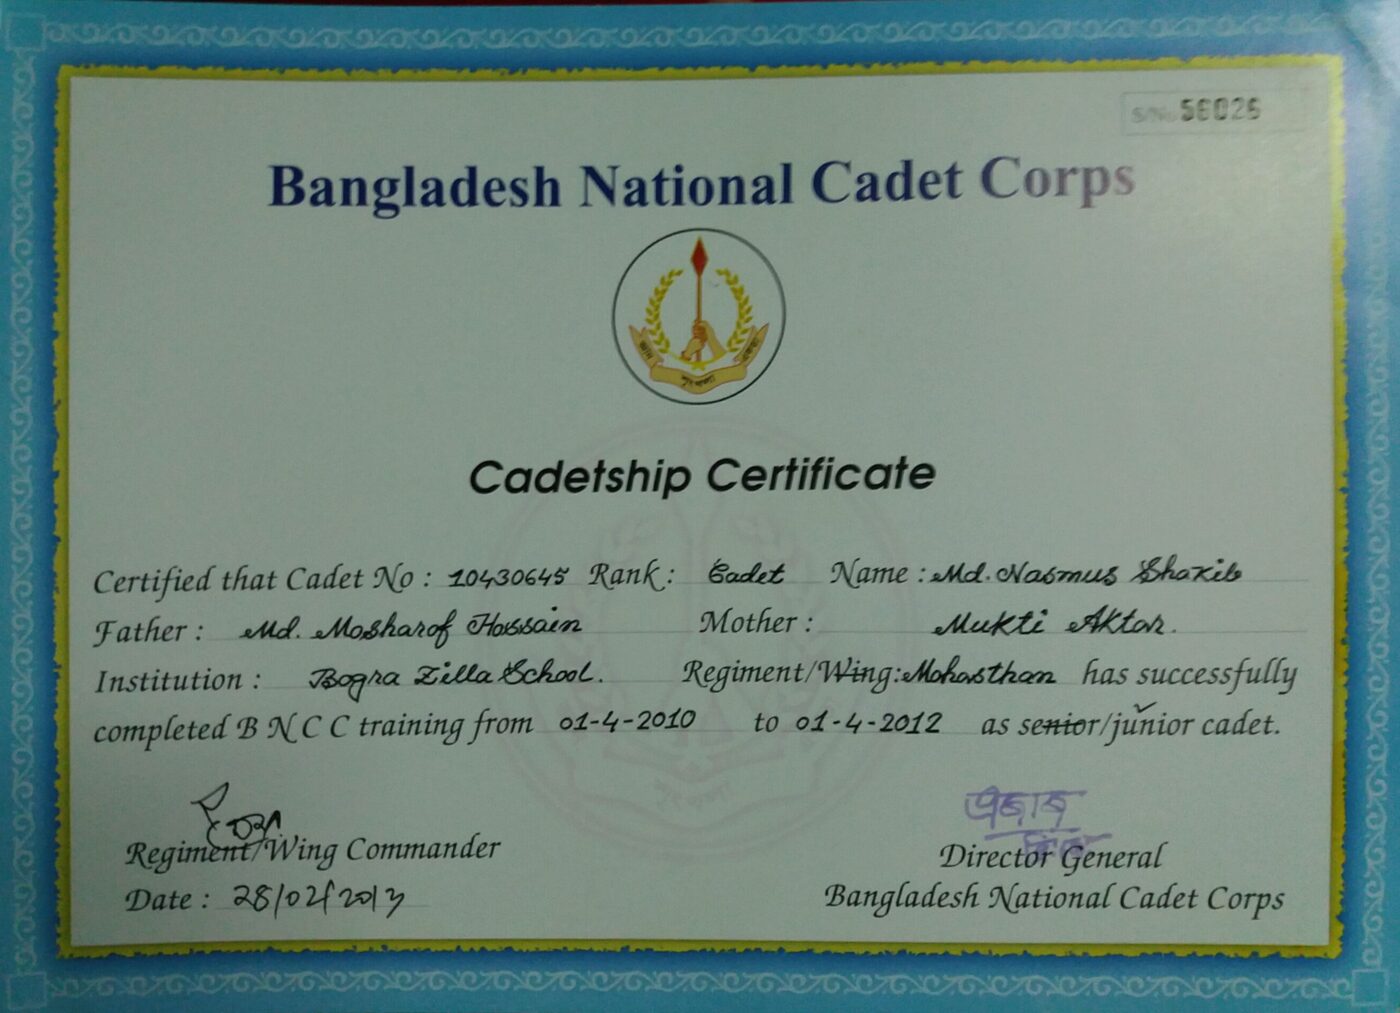 S/No. 56026
Bangladesh National Cadet Corps
Cadetship Certificate
Certified that Cadet No : 10430645 Rank : Cadet Name : Md. Nasmus Shakib
Father : Md. Mosharof Hossain Mother : Mukti Aktar.
Institution : Bogra Zilla School. Regiment/Wing: Mohasthan has successfully
completed B N C C training from 01-4-2010 to 01-4-2012 as senior/junior cadet.
Regiment/Wing Commander
Date : 28/02/2013
Director General
Bangladesh National Cadet Corps